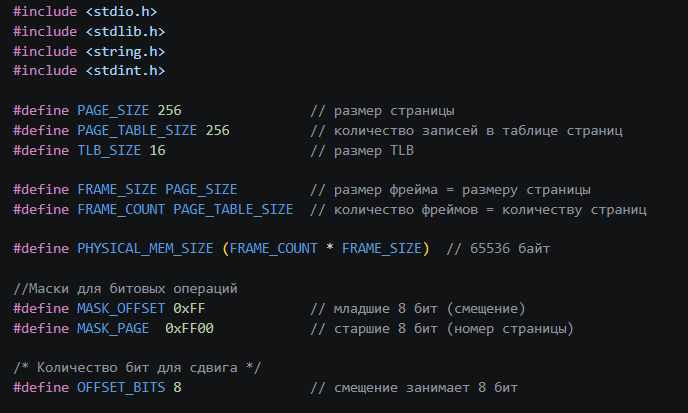 #include <stdio.h>
#include <stdlib.h>
#include <string.h>
#include <stdint.h>
#define PAGE_SIZE 256 // размер страницы
#define PAGE_TABLE_SIZE 256 // количество записей в таблице страниц
#define TLB_SIZE 16 // размер TLB
#define FRAME_SIZE PAGE_SIZE // размер фрейма = размеру страницы
#define FRAME_COUNT PAGE_TABLE_SIZE // количество фреймов = количеству страниц
#define PHYSICAL_MEM_SIZE (FRAME_COUNT * FRAME_SIZE) // 65536 байт
//Маски для битовых операций
#define MASK_OFFSET 0xFF // младшие 8 бит (смещение)
#define MASK_PAGE 0xFF00 // старшие 8 бит (номер страницы)
/* Количество бит для сдвига */
#define OFFSET_BITS 8 // смещение занимает 8 бит